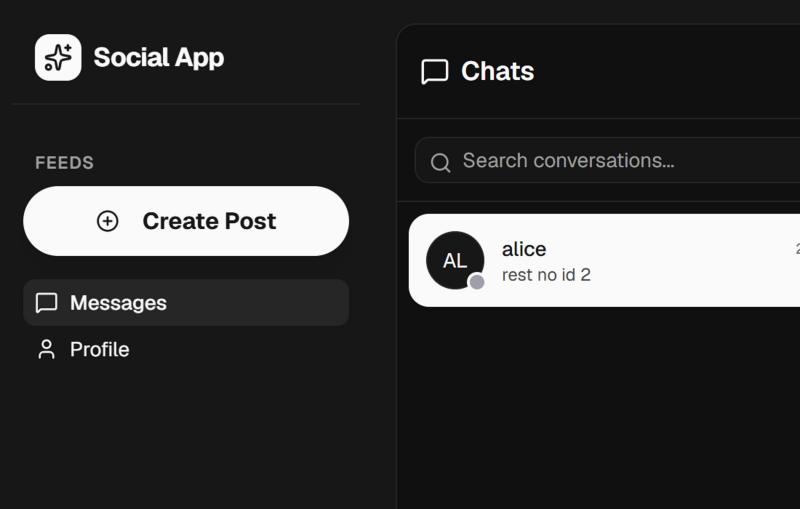 Social App
FEEDS
Create Post
Messages
Profile
Chats
Search conversations...
AL
alice
rest no id 2